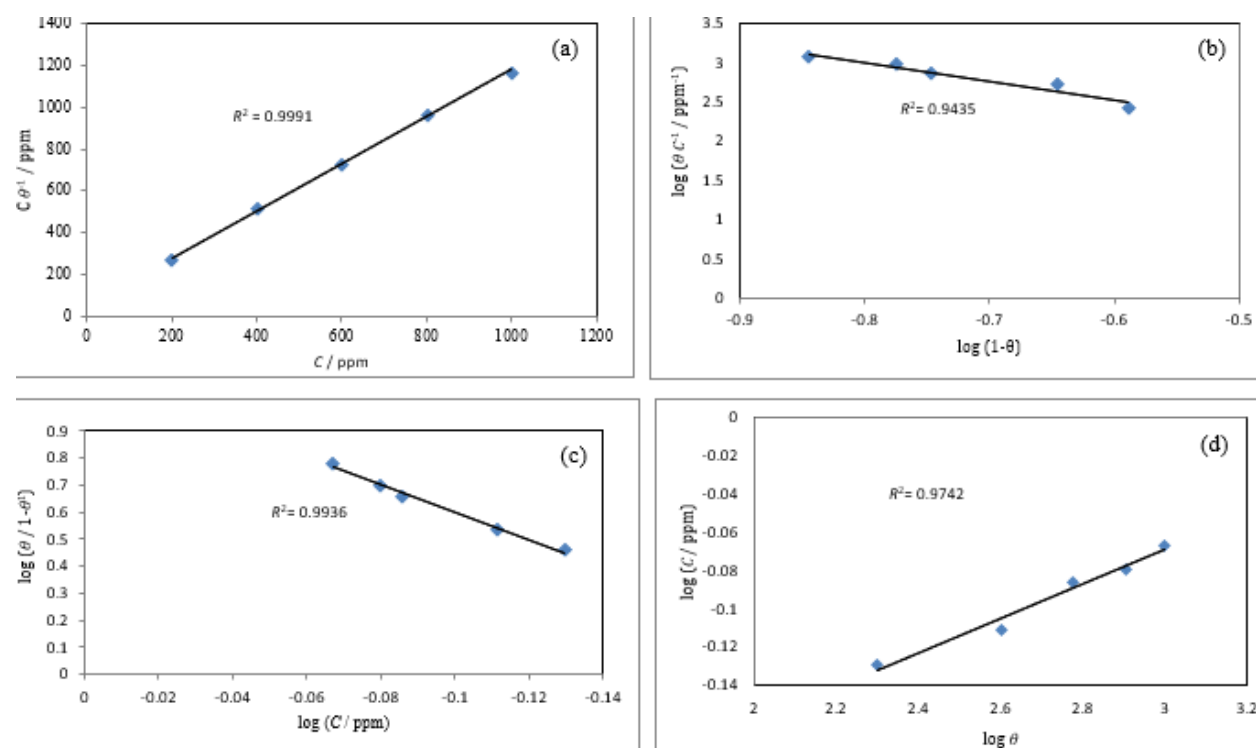 1400
1200
1000
800
600
400
200
0
C θ⁻¹ / ppm
(a)
R² = 0.9991
0 200 400 600 800 1000 1200
C / ppm
3.5
3
2.5
2
1.5
1
0.5
0
log (θ C⁻¹ / ppm⁻¹)
(b)
R² = 0.9435
-0.9 -0.8 -0.7 -0.6 -0.5
log (1-θ)
0.9
0.8
0.7
0.6
0.5
0.4
0.3
0.2
0.1
0
log (θ / 1-θ¹)
(c)
R² = 0.9936
0 -0.02 -0.04 -0.06 -0.08 -0.1 -0.12 -0.14
log (C / ppm)
0
-0.02
-0.04
-0.06
-0.08
-0.1
-0.12
-0.14
log (C / ppm)
(d)
R² = 0.9742
2 2.2 2.4 2.6 2.8 3 3.2
log θ